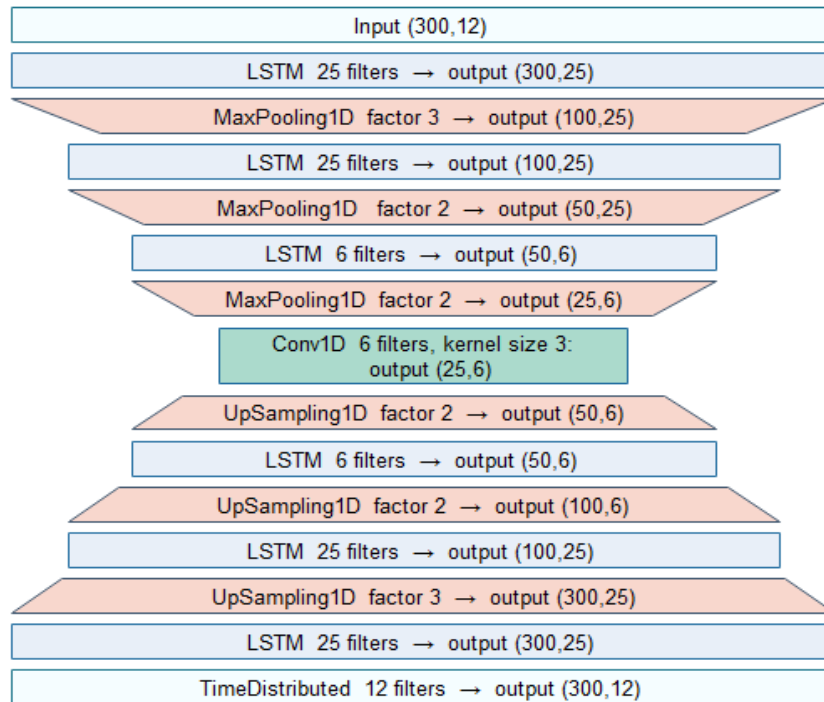 Input (300,12)
LSTM 25 filters → output (300,25)
MaxPooling1D factor 3 → output (100,25)
LSTM 25 filters → output (100,25)
MaxPooling1D factor 2 → output (50,25)
LSTM 6 filters → output (50,6)
MaxPooling1D factor 2 → output (25,6)
Conv1D 6 filters, kernel size 3:
output (25,6)
UpSampling1D factor 2 → output (50,6)
LSTM 6 filters → output (50,6)
UpSampling1D factor 2 → output (100,6)
LSTM 25 filters → output (100,25)
UpSampling1D factor 3 → output (300,25)
LSTM 25 filters → output (300,25)
TimeDistributed 12 filters → output (300,12)